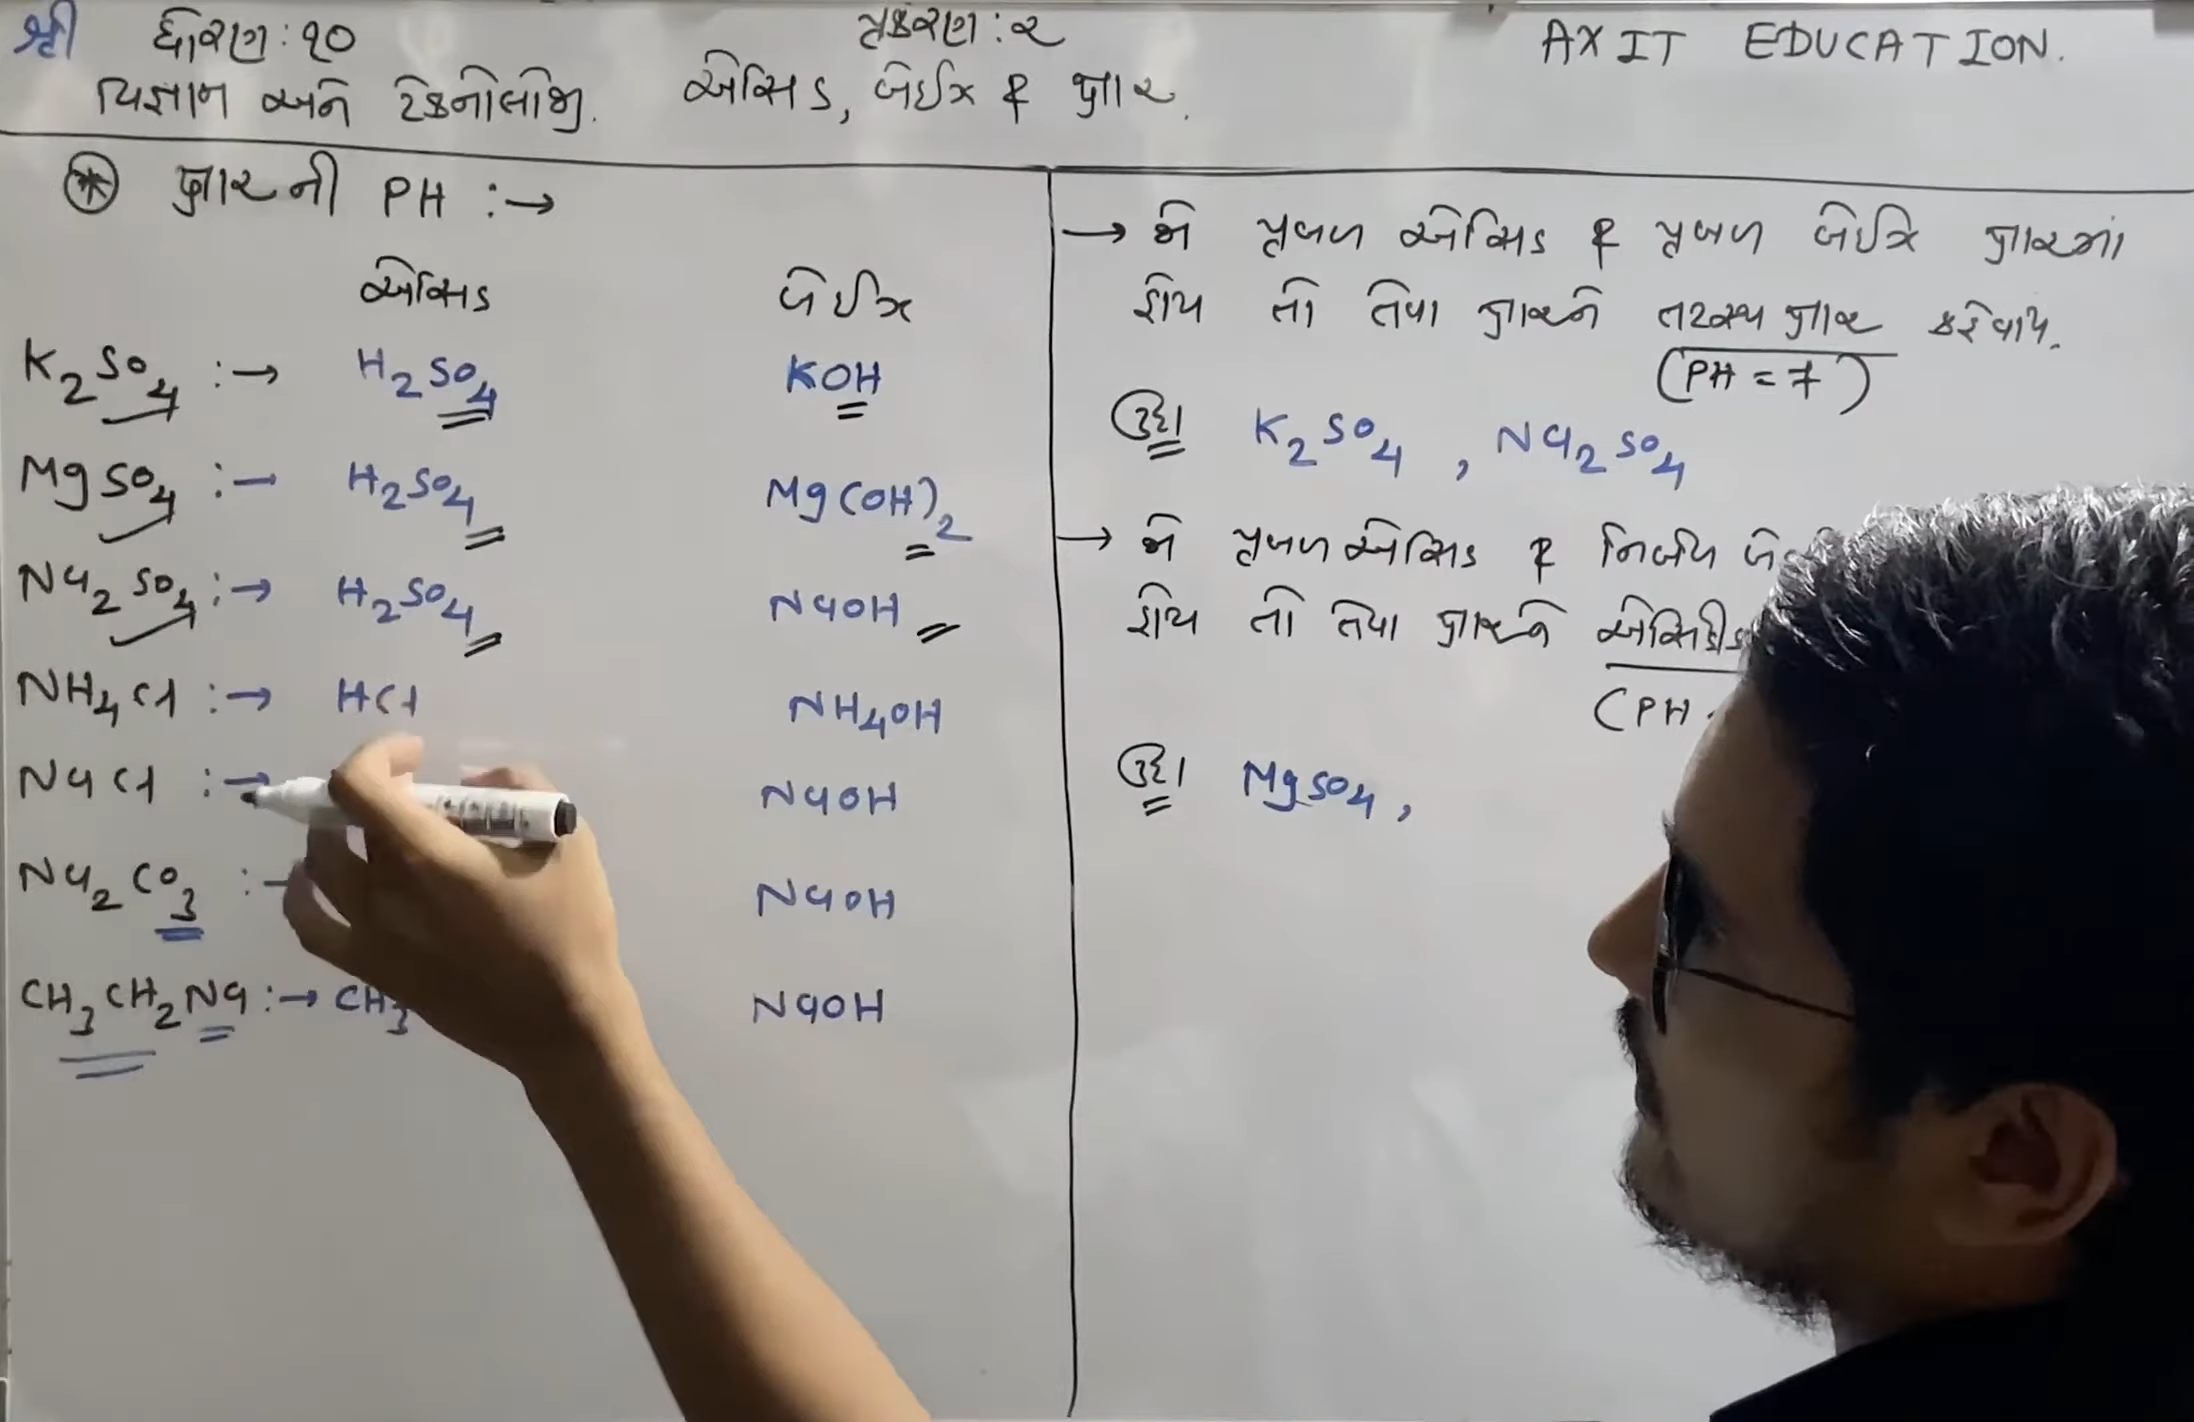 શ્રી ધોરણ : ૧૦ પ્રકરણ : ૨ AXIT EDUCATION.
વિજ્ઞાન અને ટેકનોલોજી. એસિડ, બેઈઝ & ક્ષાર.
* ક્ષારની PH :→
એસિડ બેઈઝ
K2SO4 :→ H2SO4 KOH
MgSO4 :– H2SO4 Mg(OH)2
Na2SO4 :→ H2SO4 NaOH
NH4Cl :→ HCl NH4OH
NaCl :→ NaOH
Na2CO3 :– NaOH
CH3CH2Na :→ CH3 NaOH
→ જો પ્રબળ એસિડ & પ્રબળ બેઈઝ ક્ષારમાં
હોય તો તેવા ક્ષારને તટસ્થ ક્ષાર કહેવાય.
(PH = 7)
ઉદા K2SO4 , Na2SO4
→ જો પ્રબળ એસિડ & નિર્બળ
હોય તો તેવા ક્ષારને
(PH
ઉદા MgSO4 ,